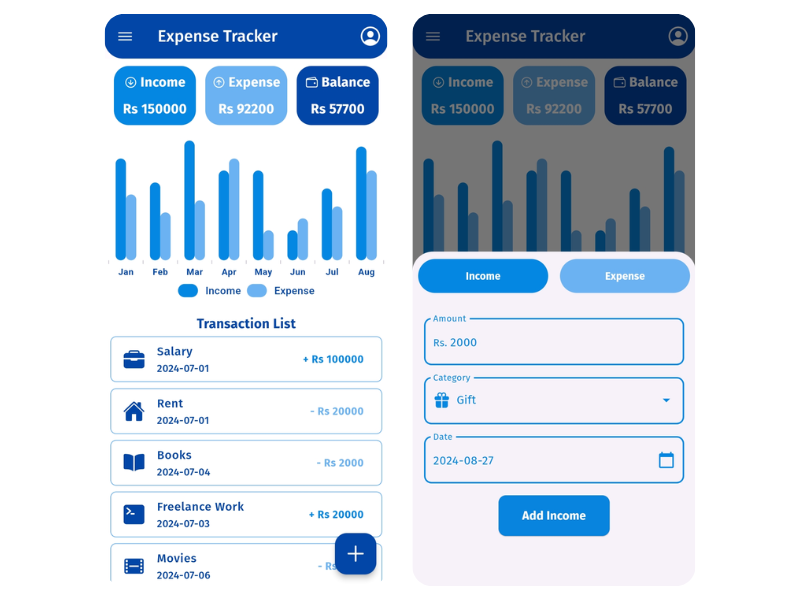 Expense Tracker
Income Expense Balance
Rs 150000 Rs 92200 Rs 57700
Jan Feb Mar Apr May Jun Jul Aug
Income Expense
Transaction List
Salary
2024-07-01
+ Rs 100000
Rent
2024-07-01
- Rs 20000
Books
2024-07-04
- Rs 2000
Freelance Work
2024-07-03
+ Rs 20000
Movies
2024-07-06
- Rs
Expense Tracker
Income Expense Balance
Rs 150000 Rs 92200 Rs 57700
Income Expense
Amount
Rs. 2000
Category
Gift
Date
2024-08-27
Add Income